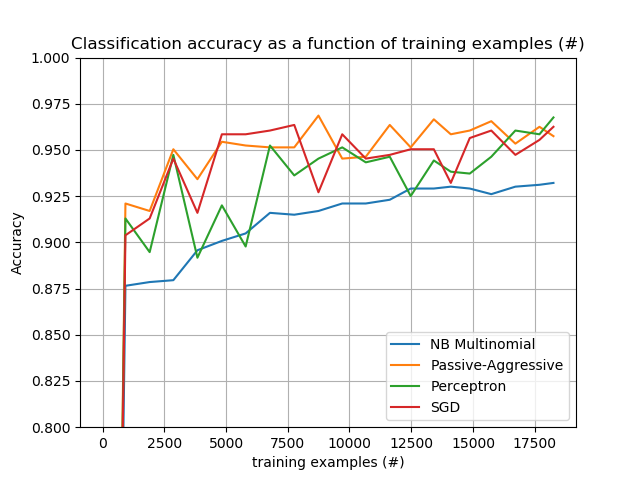 Classification accuracy as a function of training examples (#)
1.000
0.975
0.950
0.925
0.900
0.875
0.850
0.825
0.800
Accuracy
NB Multinomial
Passive-Aggressive
Perceptron
SGD
0 2500 5000 7500 10000 12500 15000 17500
training examples (#)